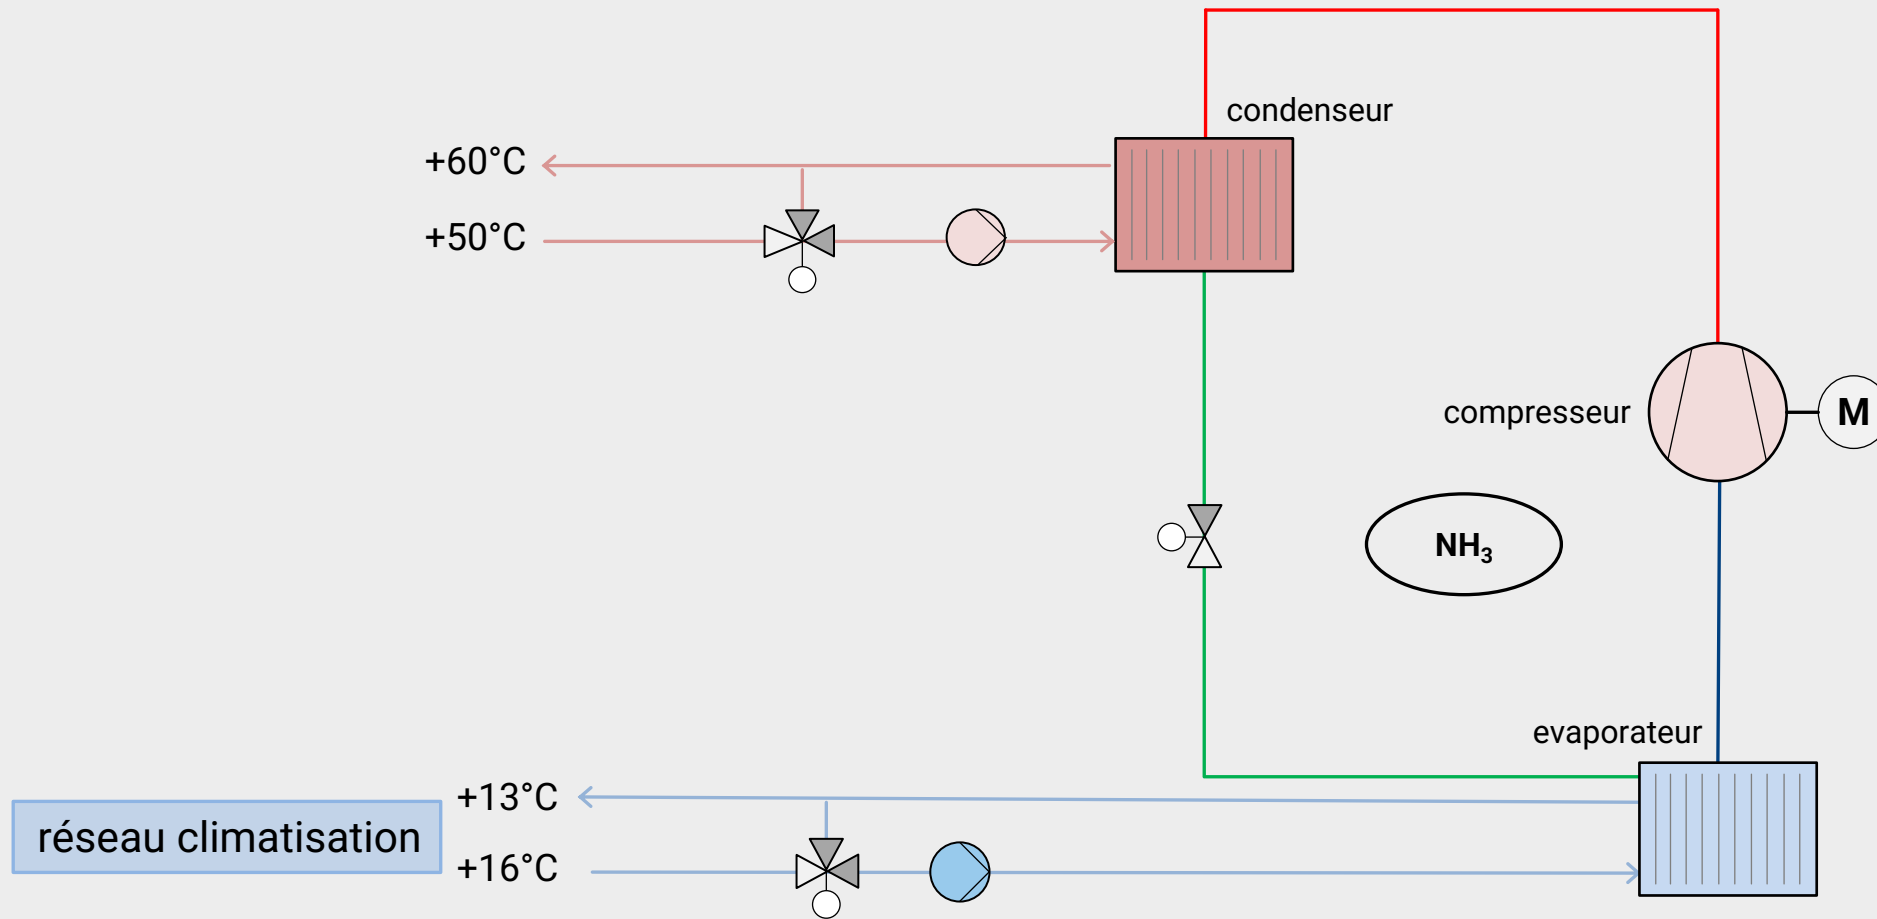 condenseur
+60°C
+50°C
compresseur
M
NH₃
evaporateur
+13°C
réseau climatisation
+16°C